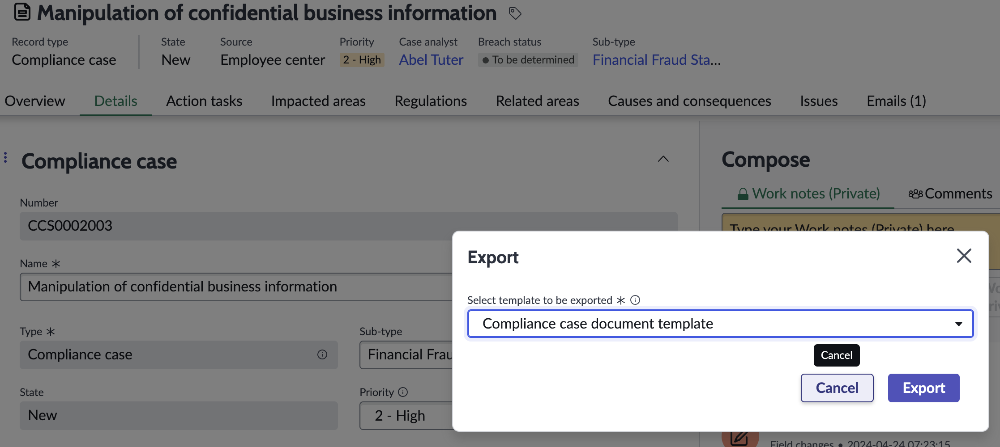 Manipulation of confidential business information
Record type
Compliance case
State
New
Source
Employee center
Priority
2 - High
Case analyst
Abel Tuter
Breach status
To be determined
Sub-type
Financial Fraud Sta...
Overview Details Action tasks Impacted areas Regulations Related areas Causes and consequences Issues Emails (1)
Compliance case
Number
CCS0002003
Name *
Manipulation of confidential business information
Type *
Compliance case
Sub-type
Financial Frau
State
New
Priority
2 - High
Compose
Work notes (Private) Comments
Type your Work notes (Private) here
Export
Select template to be exported *
Compliance case document template
Cancel
Cancel Export
Field changes • 2024-04-24 07:23:15